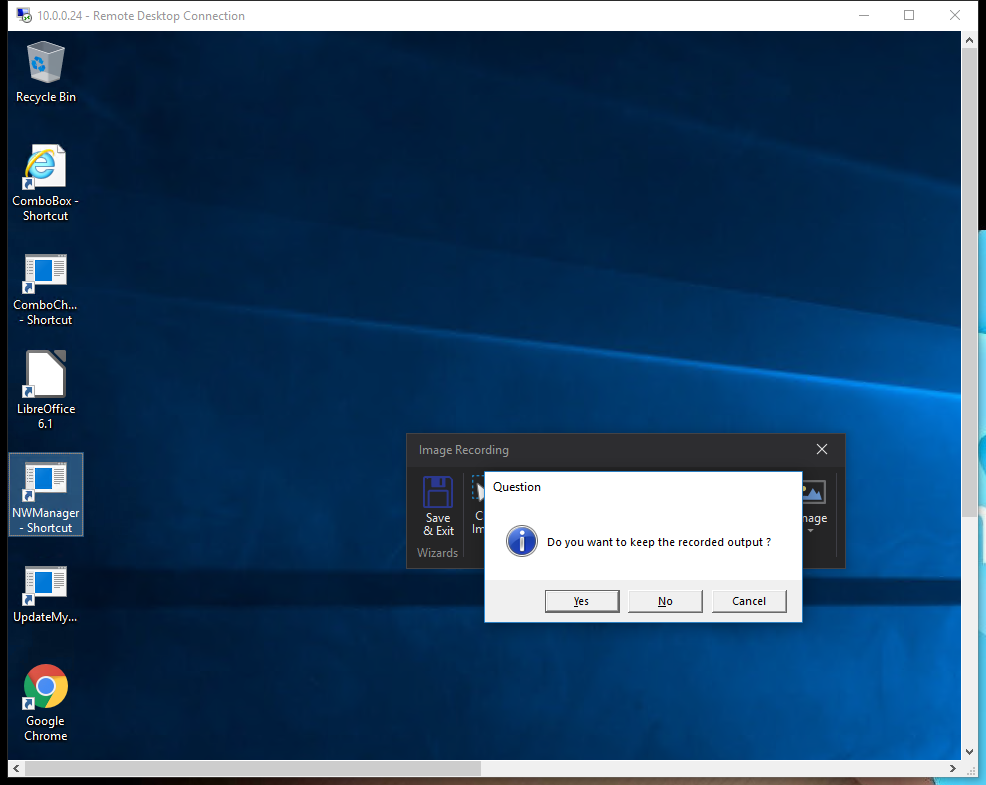 10.0.0.24 - Remote Desktop Connection
Recycle Bin
ComboBox -
Shortcut
ComboCh...
- Shortcut
LibreOffice
6.1
NWManager
- Shortcut
UpdateMy...
Google
Chrome
Image Recording
Save
& Exit
Wizards
C
Im
mage
Question
Do you want to keep the recorded output ?
Yes
No
Cancel